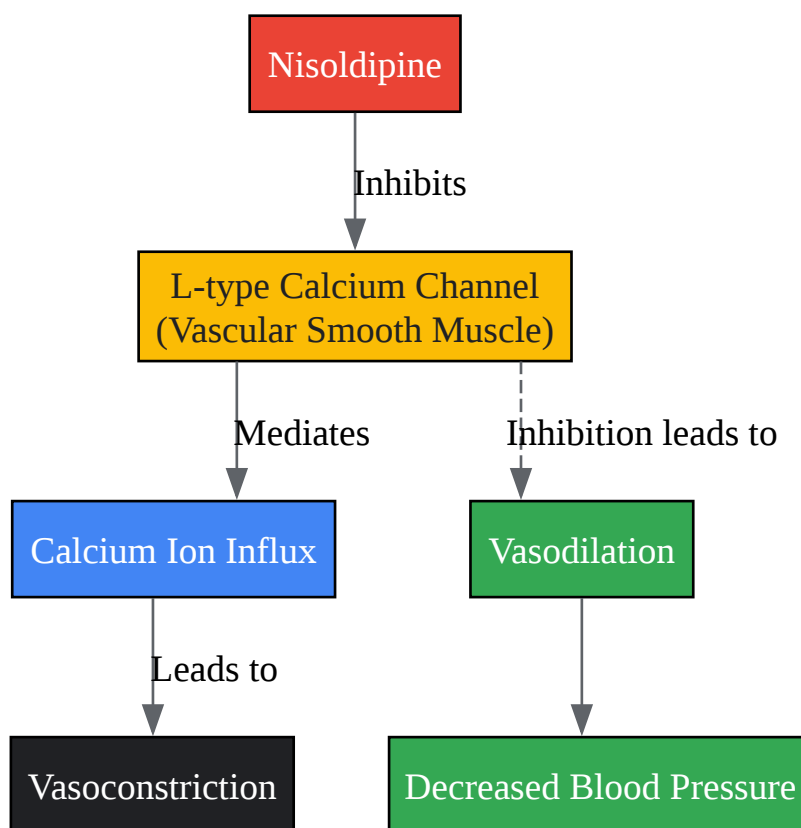 Nisoldipine
Inhibits
L-type Calcium Channel
(Vascular Smooth Muscle)
Mediates
Inhibition leads to
Calcium Ion Influx
Vasodilation
Leads to
Vasoconstriction
Decreased Blood Pressure